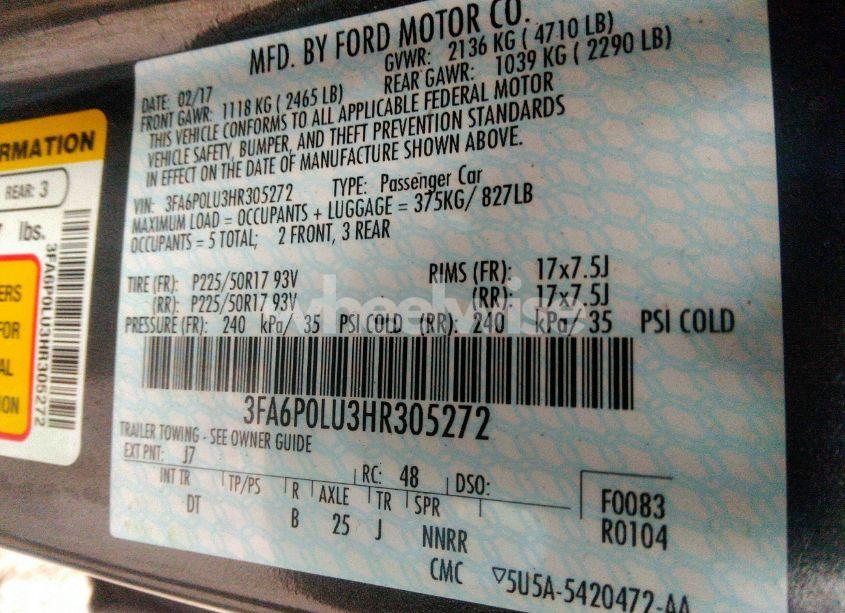 MFD. BY FORD MOTOR CO.
DATE: 02/17 GVWR: 2136 KG ( 4710 LB)
FRONT GAWR: 1118 KG ( 2465 LB) REAR GAWR: 1039 KG ( 2290 LB)
THIS VEHICLE CONFORMS TO ALL APPLICABLE FEDERAL MOTOR
VEHICLE SAFETY, BUMPER, AND THEFT PREVENTION STANDARDS
IN EFFECT ON THE DATE OF MANUFACTURE SHOWN ABOVE.
VIN: 3FA6P0LU3HR305272 TYPE: Passenger Car
MAXIMUM LOAD = OCCUPANTS + LUGGAGE = 375KG/ 827LB
OCCUPANTS = 5 TOTAL; 2 FRONT, 3 REAR
TIRE (FR): P225/50R17 93V RIMS (FR): 17x7.5J
(RR): P225/50R17 93V (RR): 17x7.5J
wheelwise
PRESSURE (FR): 240 kPa/ 35 PSI COLD (RR): 240 kPa/ 35 PSI COLD
3FA6P0LU3HR305272
TRAILER TOWING - SEE OWNER GUIDE
EXT PNT: J7 RC: 48 DSO:
INT TR TP/PS R AXLE TR SPR F0083
DT B 25 J NNRR R0104
CMC ▽5U5A-5420472-AA
RMATION
REAR: 3
7 lbs.
ERS
FOR
AL
ION
3FA6P0LU3HR305272